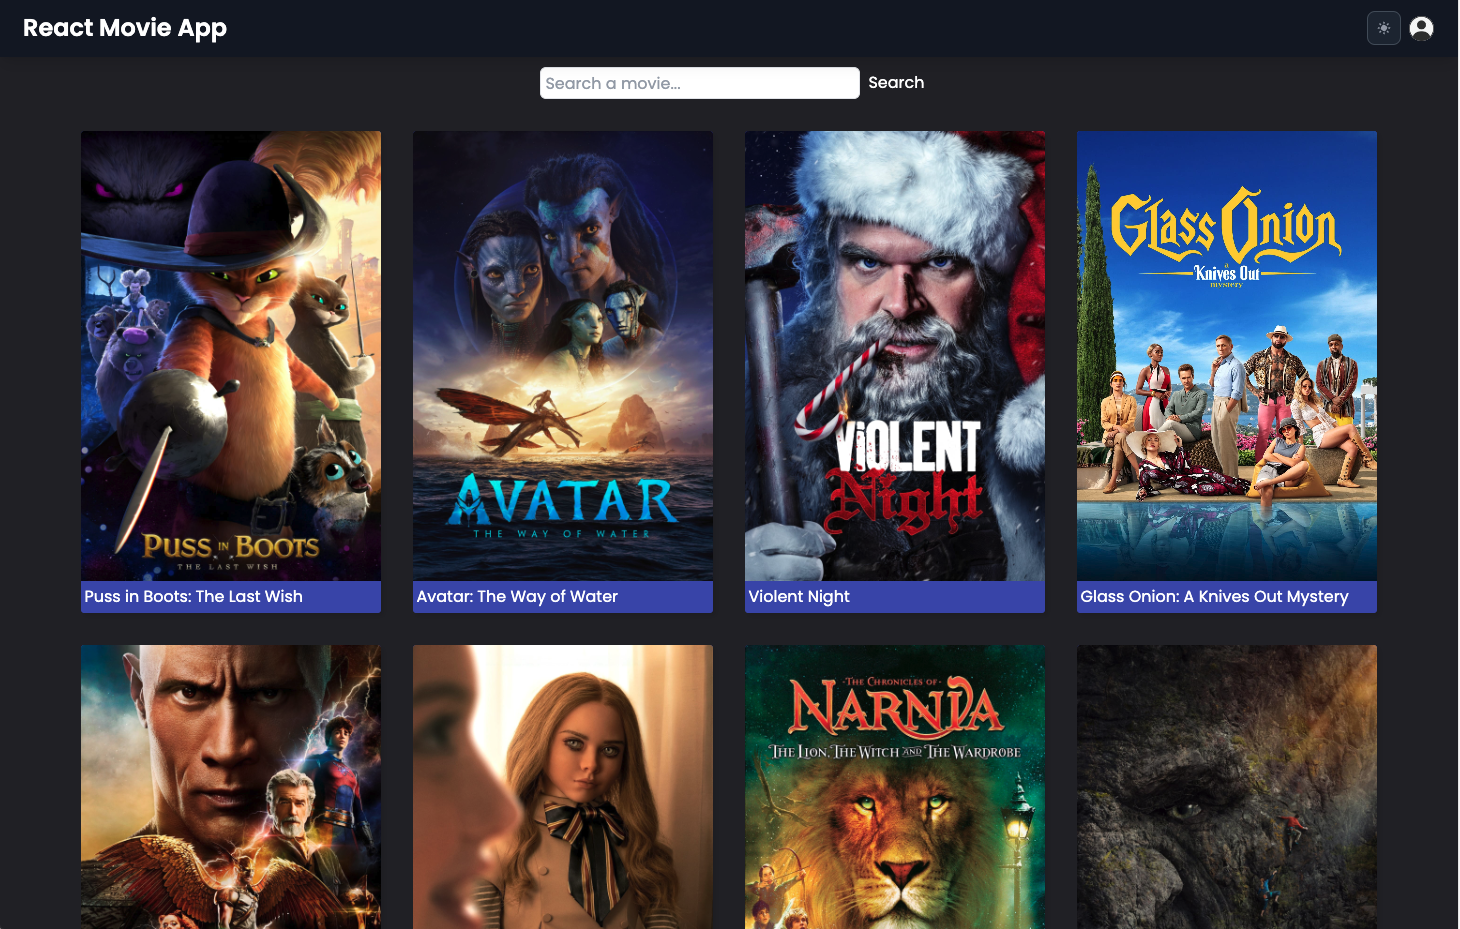 React Movie App
Search a movie...
Search
PUSS IN BOOTS
THE LAST WISH
AVATAR
THE WAY OF WATER
VIOLENT
Night
Glass Onion
a
Knives Out
mystery
Puss in Boots: The Last Wish
Avatar: The Way of Water
Violent Night
Glass Onion: A Knives Out Mystery
THE CHRONICLES OF
NARNIA
THE LION, THE WITCH AND THE WARDROBE